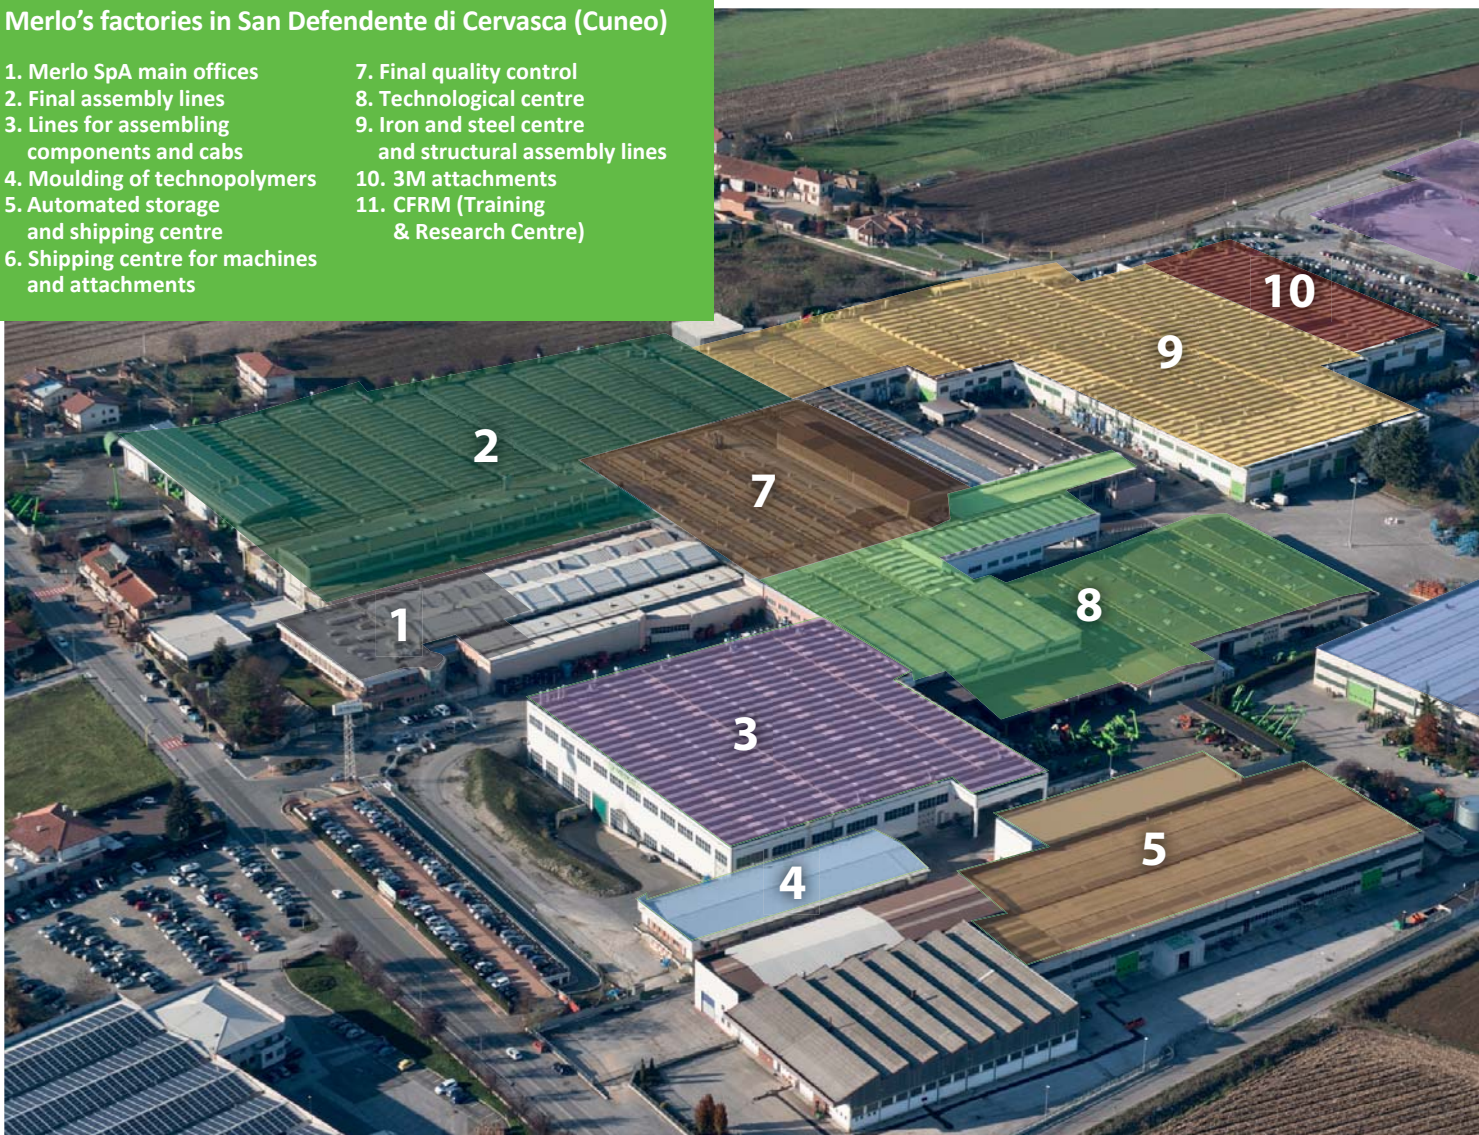 Merlo’s factories in San Defendente di Cervasca (Cuneo)
1. Merlo SpA main offices
2. Final assembly lines
3. Lines for assembling
components and cabs
4. Moulding of technopolymers
5. Automated storage
and shipping centre
6. Shipping centre for machines
and attachments
7. Final quality control
8. Technological centre
9. Iron and steel centre
and structural assembly lines
10. 3M attachments
11. CFRM (Training
& Research Centre)
10
9
2
7
8
1
3
5
4